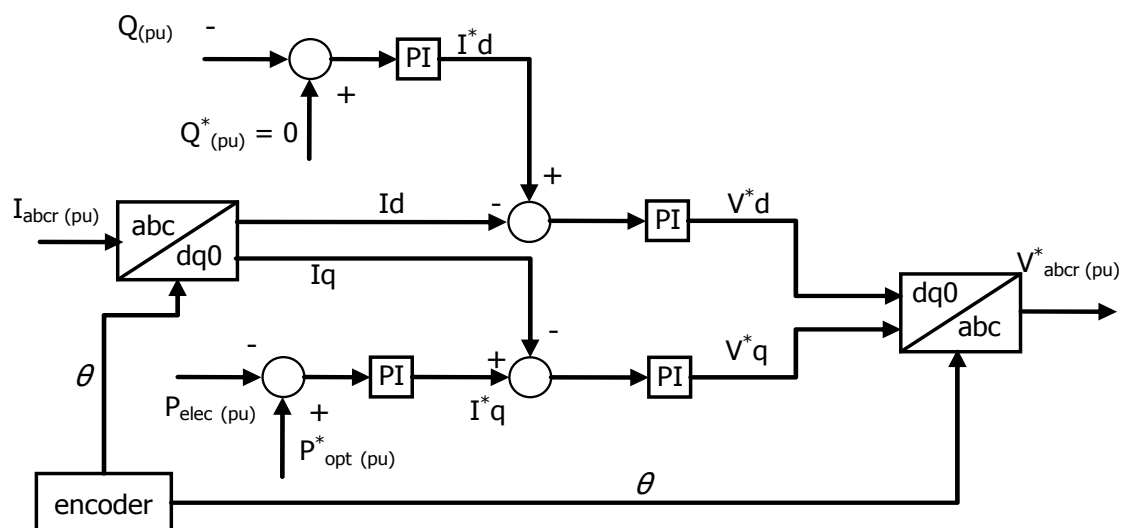 Q(pu) -
PI
I*d
+
Q*(pu) = 0
+
Iabcr (pu)
abc
dq0
Id
-
PI
V*d
Iq
V*abcr (pu)
dq0
abc
-
-
θ
PI
+
PI
V*q
Pelec (pu)
+
I*q
P*opt (pu)
encoder
θ